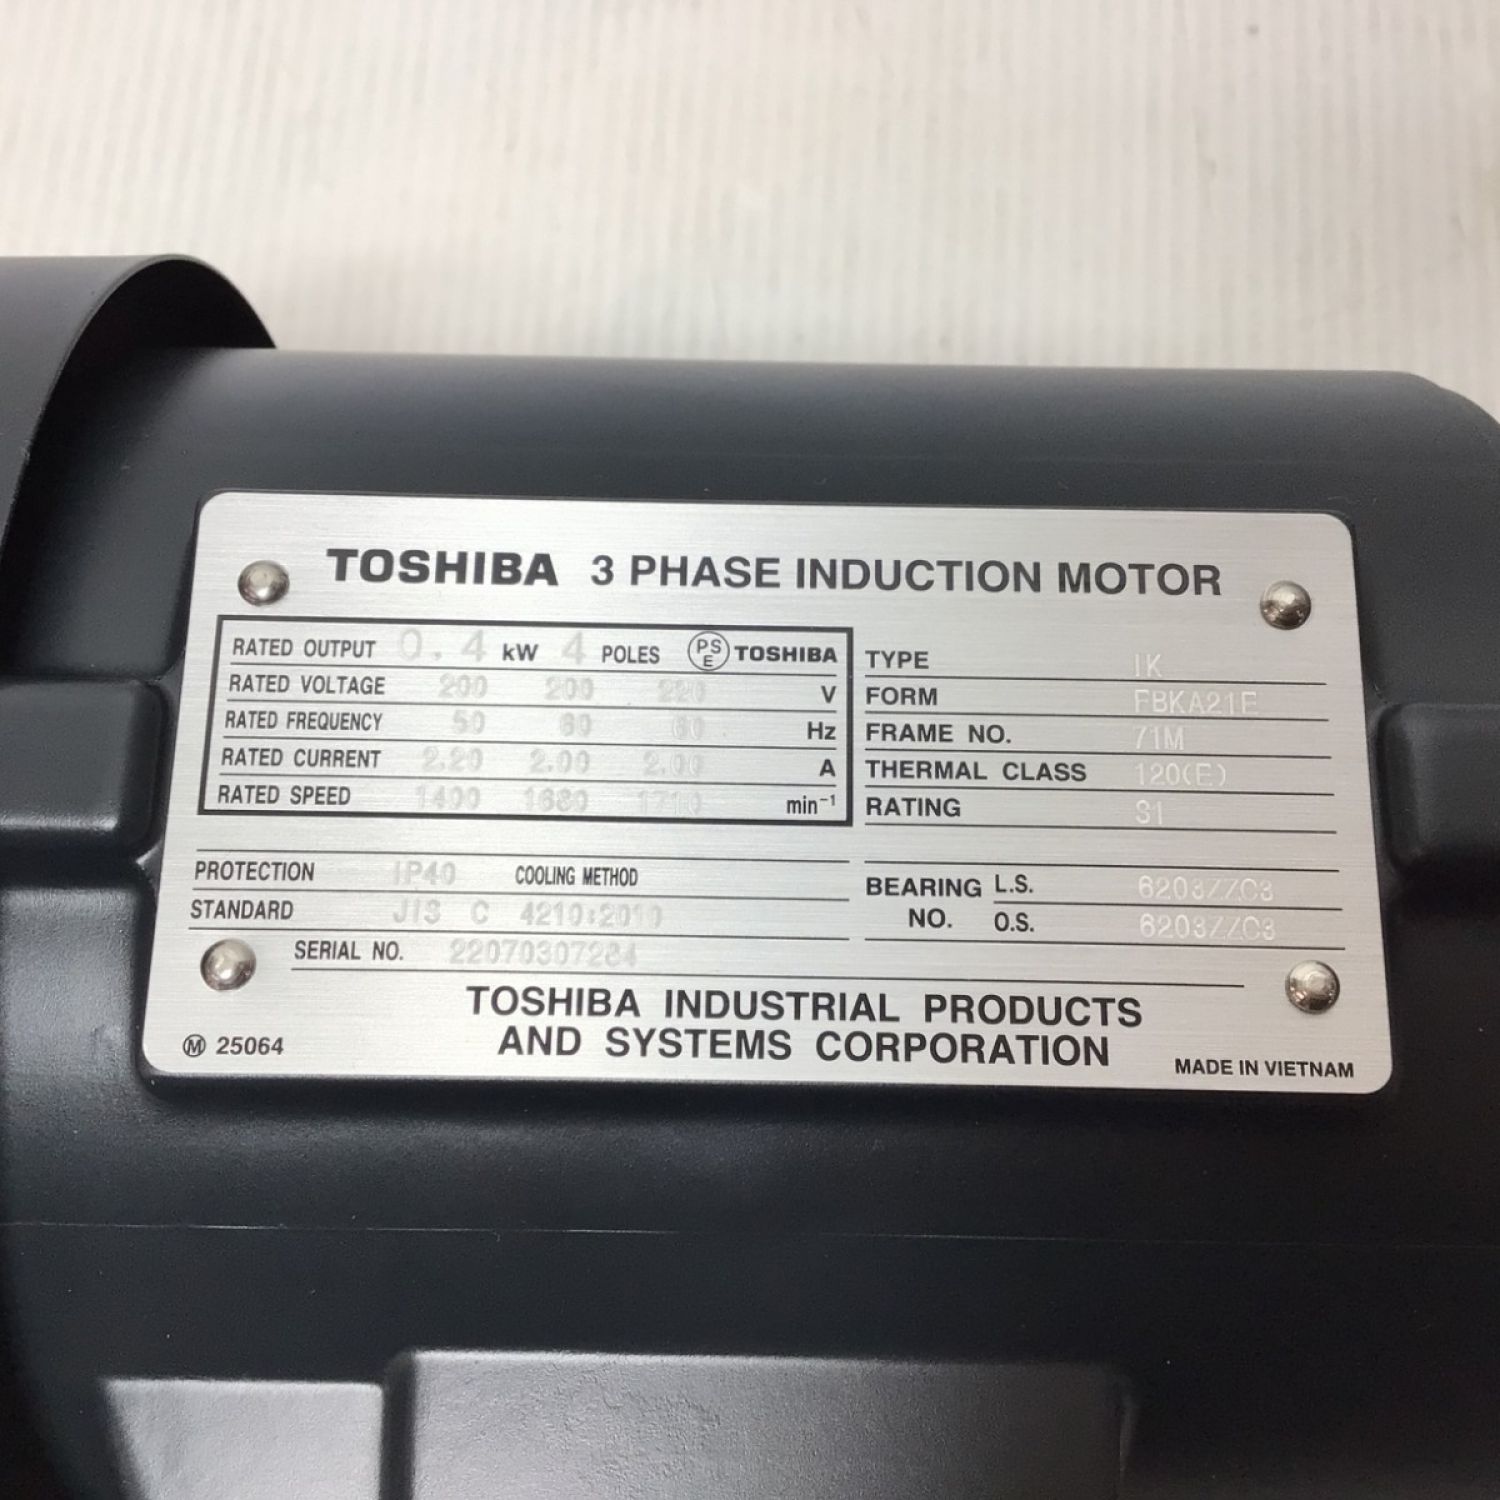 TOSHIBA 3 PHASE INDUCTION MOTOR
RATED OUTPUT 0.4 kW 4 POLES PSE TOSHIBA
RATED VOLTAGE 200 200 220 V
RATED FREQUENCY 50 60 60 Hz
RATED CURRENT 2.20 2.00 2.00 A
RATED SPEED 1400 1680 1710 min⁻¹
TYPE IK
FORM FBKA21E
FRAME NO. 71M
THERMAL CLASS 120(E)
RATING S1
PROTECTION IP40 COOLING METHOD
STANDARD JIS C 4210:2010
SERIAL NO.
BEARING NO. L.S. 6203ZZC3
O.S. 6203ZZC3
TOSHIBA INDUSTRIAL PRODUCTS
AND SYSTEMS CORPORATION
Ⓜ 25064
MADE IN VIETNAM